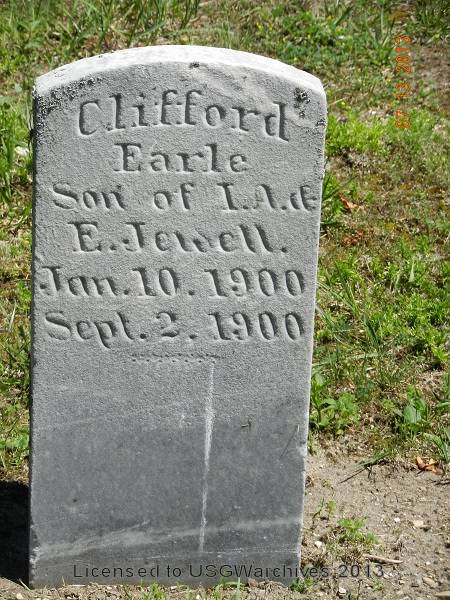 Clifford
Earle
Son of I.A.&
E. Jewell.
Jan. 10. 1900
Sept. 2. 1900
Licensed to USGWarchives 2013